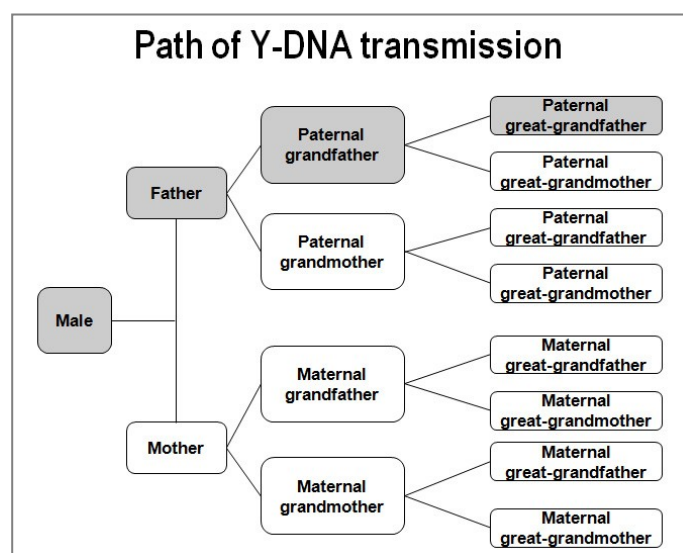 Path of Y-DNA transmission
Paternal
great-grandfather
Paternal
grandfather
Paternal
great-grandmother
Father
Paternal
great-grandfather
Paternal
grandmother
Paternal
great-grandmother
Male
Maternal
great-grandfather
Maternal
grandfather
Maternal
great-grandmother
Mother
Maternal
great-grandfather
Maternal
grandmother
Maternal
great-grandmother